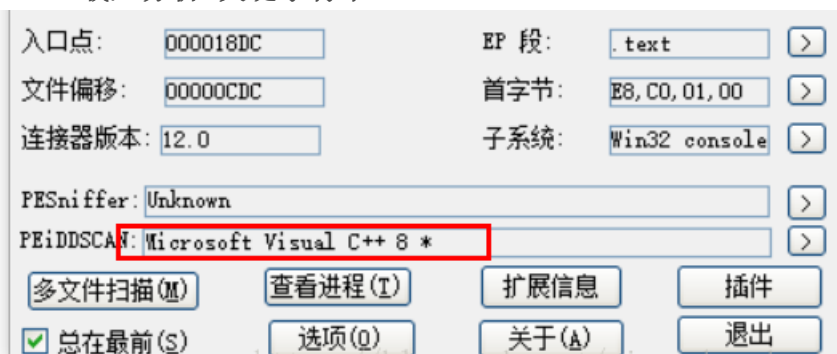 入口点: 000018DC EP 段: .text >
文件偏移: 00000CDC 首字节: E8,C0,01,00 >
连接器版本: 12.0 子系统: Win32 console >
PESniffer: Unknown >
PEiDDSCAN: Microsoft Visual C++ 8 * >
多文件扫描(M) 查看进程(T) 扩展信息 插件
总在最前(S) 选项(O) 关于(A) 退出